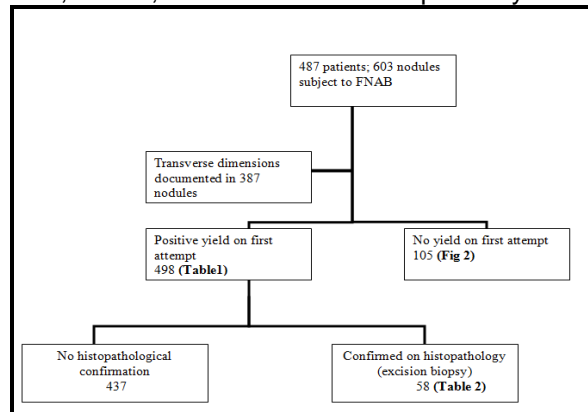 487 patients; 603 nodules
subject to FNAB
Transverse dimensions
documented in 387
nodules
Positive yield on first
attempt
498 (Table1)
No yield on first attempt
105 (Fig 2)
No histopathological
confirmation
437
Confirmed on histopathology
(excision biopsy)
58 (Table 2)